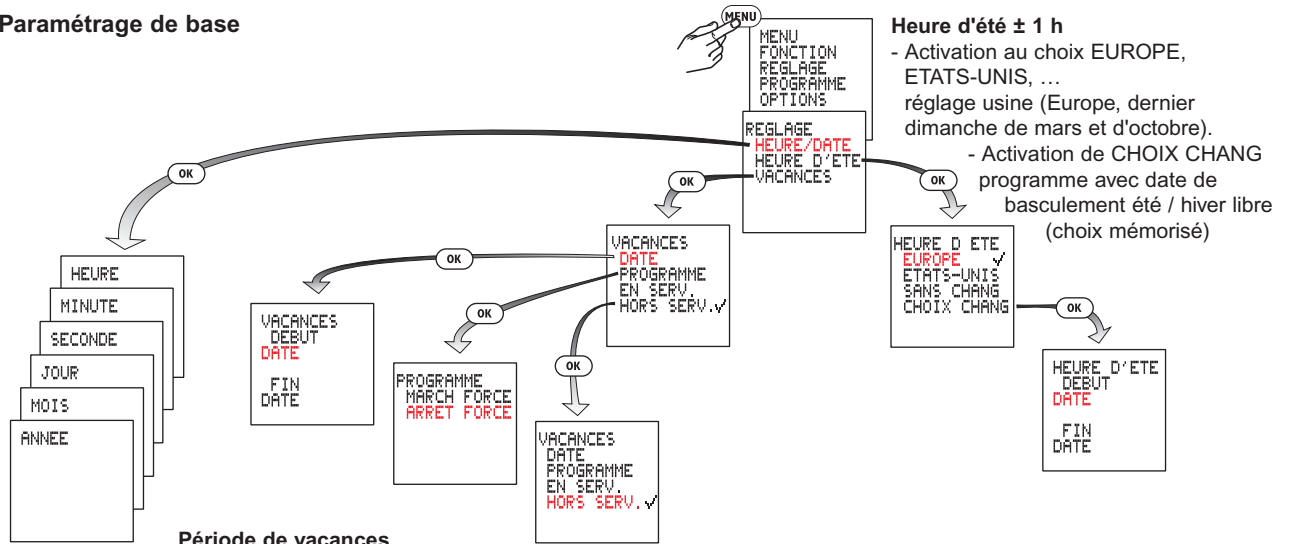 Paramétrage de base
MENU
MENU
FONCTION
REGLAGE
PROGRAMME
OPTIONS
REGLAGE
HEURE/DATE
HEURE D'ETE
VACANCES
Heure d'été ± 1 h
- Activation au choix EUROPE,
ETATS-UNIS, …
réglage usine (Europe, dernier
dimanche de mars et d'octobre).
- Activation de CHOIX CHANG
programme avec date de
basculement été / hiver libre
(choix mémorisé)
OK
OK
OK
HEURE
MINUTE
SECONDE
JOUR
MOIS
ANNEE
VACANCES
DATE
PROGRAMME
EN SERV.
HORS SERV.✓
OK
OK
OK
VACANCES
DEBUT
DATE
FIN
DATE
PROGRAMME
MARCH FORCE
ARRET FORCE
VACANCES
DATE
PROGRAMME
EN SERV.
HORS SERV.✓
HEURE D ETE
EUROPE ✓
ETATS-UNIS
SANS CHANG
CHOIX CHANG
OK
HEURE D'ETE
DEBUT
DATE
FIN
DATE
Période de vacances